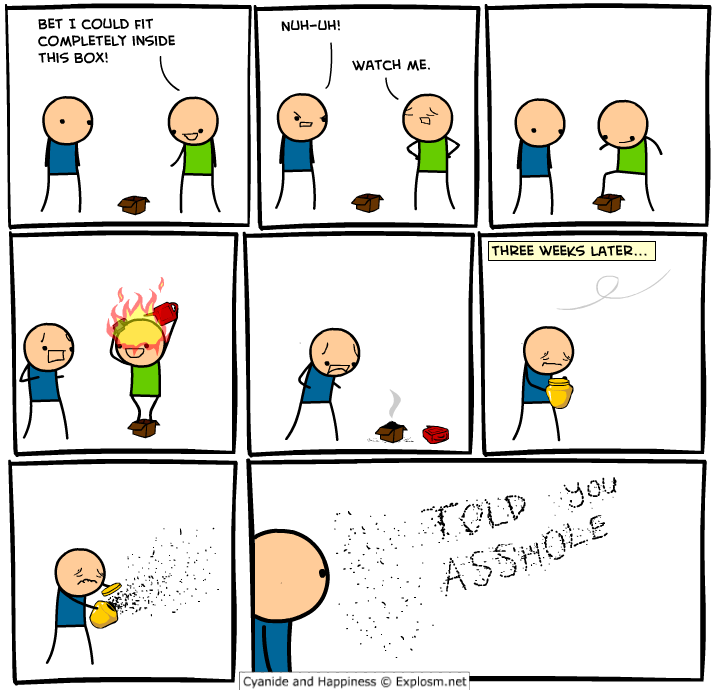 BET I COULD FIT
COMPLETELY INSIDE
THIS BOX!
NUH-UH!
WATCH ME.
THREE WEEKS LATER...
TOLD YOU
ASSHOLE
Cyanide and Happiness © Explosm.net